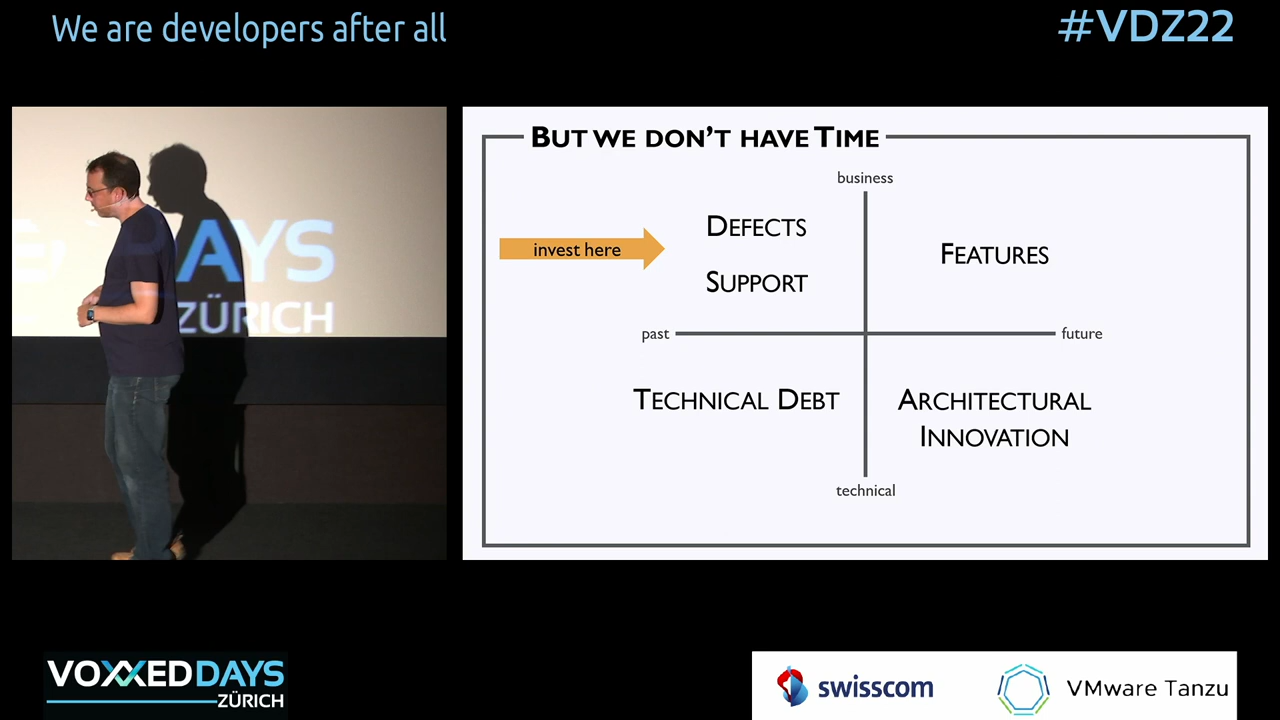 We are developers after all
#VDZ22
DAYS
ZÜRICH
BUT WE DON'T HAVE TIME
business
DEFECTS
invest here
FEATURES
SUPPORT
past
future
TECHNICAL DEBT
ARCHITECTURAL
INNOVATION
technical
VOXXED DAYS
ZÜRICH
swisscom
VMware Tanzu